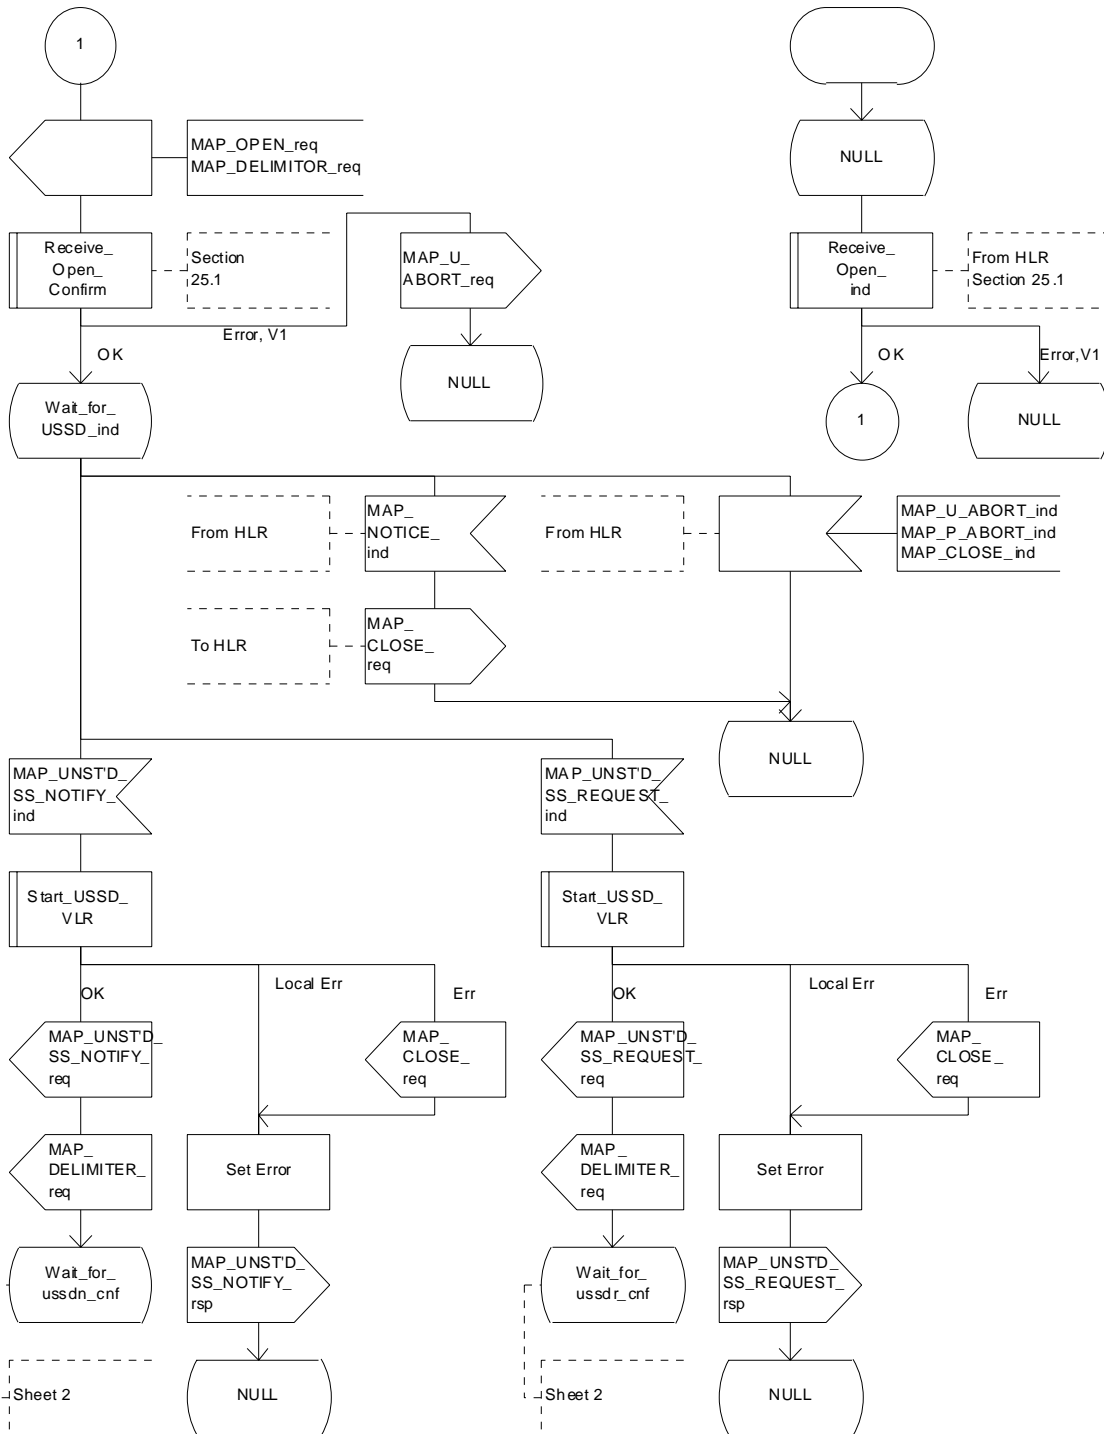 1
MAP_OPEN_req
MAP_DELIMITOR_req
NULL
Receive_
Open_
Confirm
Section
25.1
MAP_U_
ABORT_req
Receive_
Open_
ind
From HLR
Section 25.1
Error, V1
OK
NULL
OK
Error,V1
Wait_for_
USSD_ind
1
NULL
From HLR
MAP_
NOTICE_
ind
From HLR
MAP_U_ABORT_ind
MAP_P_ABORT_ind
MAP_CLOSE_ind
To HLR
MAP_
CLOSE_
req
NULL
MAP_UNST'D_
SS_NOTIFY_
ind
MAP_UNST'D_
SS_REQUEST_
ind
Start_USSD_
VLR
Start_USSD_
VLR
OK
Local Err
Err
OK
Local Err
Err
MAP_UNST'D_
SS_NOTIFY_
req
MAP_
CLOSE_
req
MAP_UNST'D_
SS_REQUEST_
req
MAP_
CLOSE_
req
MAP_
DELIMITER_
req
Set Error
MAP_
DELIMITER_
req
Set Error
Wait_for_
ussdn_cnf
MAP_UNST'D_
SS_NOTIFY_
rsp
Wait_for_
ussdr_cnf
MAP_UNST'D_
SS_REQUEST_
rsp
Sheet 2
NULL
Sheet 2
NULL